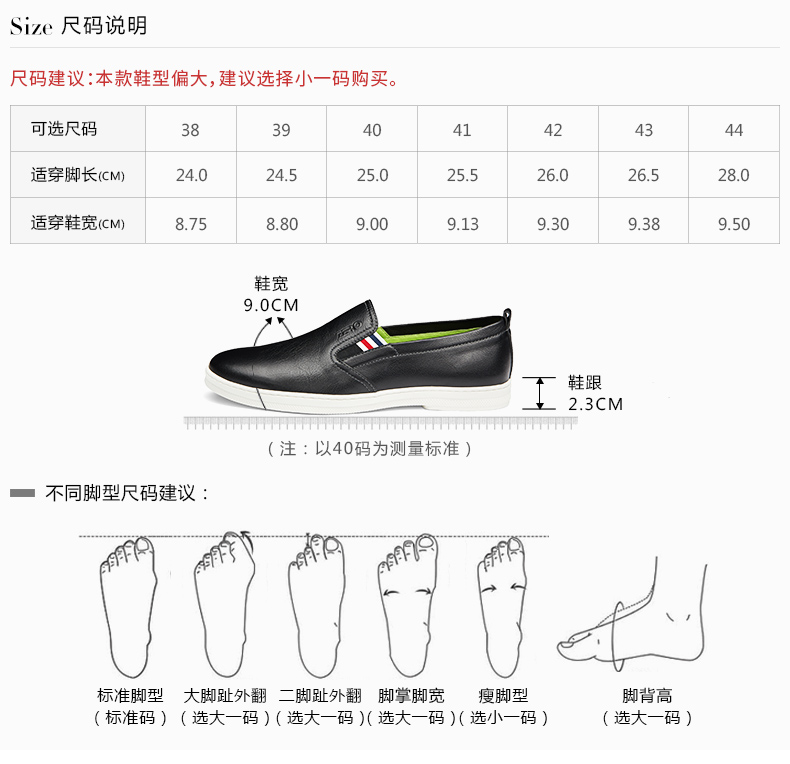 Size 尺码说明
尺码建议:本款鞋型偏大,建议选择小一码购买。
可选尺码 38 39 40 41 42 43 44
适穿脚长(CM) 24.0 24.5 25.0 25.5 26.0 26.5 28.0
适穿鞋宽(CM) 8.75 8.80 9.00 9.13 9.30 9.38 9.50
鞋宽
9.0CM
鞋跟
2.3CM
(注:以40码为测量标准)
不同脚型尺码建议:
标准脚型 大脚趾外翻 二脚趾外翻 脚掌脚宽 瘦脚型 脚背高
(标准码) (选大一码) (选大一码) (选大一码) (选小一码) (选大一码)